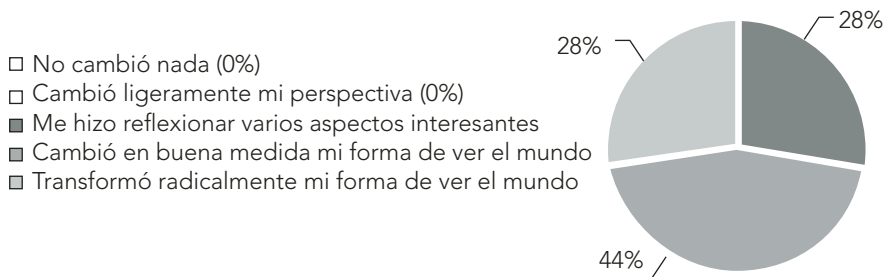 28%
28%
No cambió nada (0%)
Cambió ligeramente mi perspectiva (0%)
Me hizo reflexionar varios aspectos interesantes
Cambió en buena medida mi forma de ver el mundo
Transformó radicalmente mi forma de ver el mundo
44%